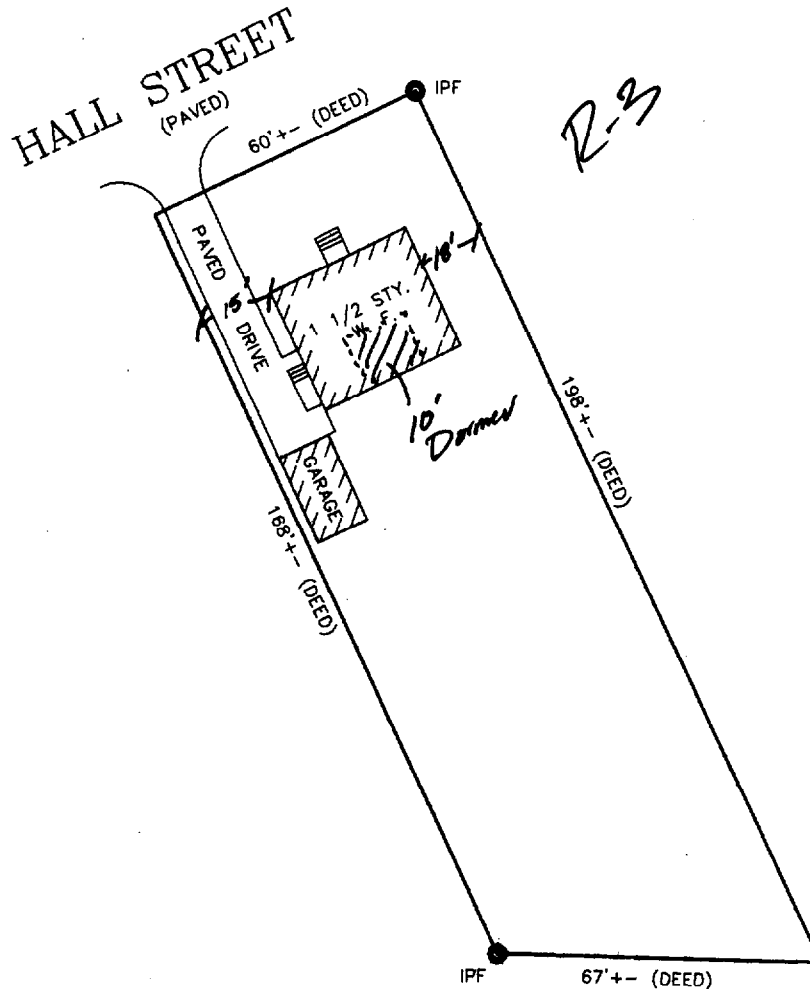 HALL STREET
(PAVED)
60'+- (DEED)
IPF
R-3
PAVED
DRIVE
15'
18'
1 1/2 STY.
W. F.
10'
Dormer
GARAGE
198'+- (DEED)
168'+- (DEED)
IPF
67'+- (DEED)